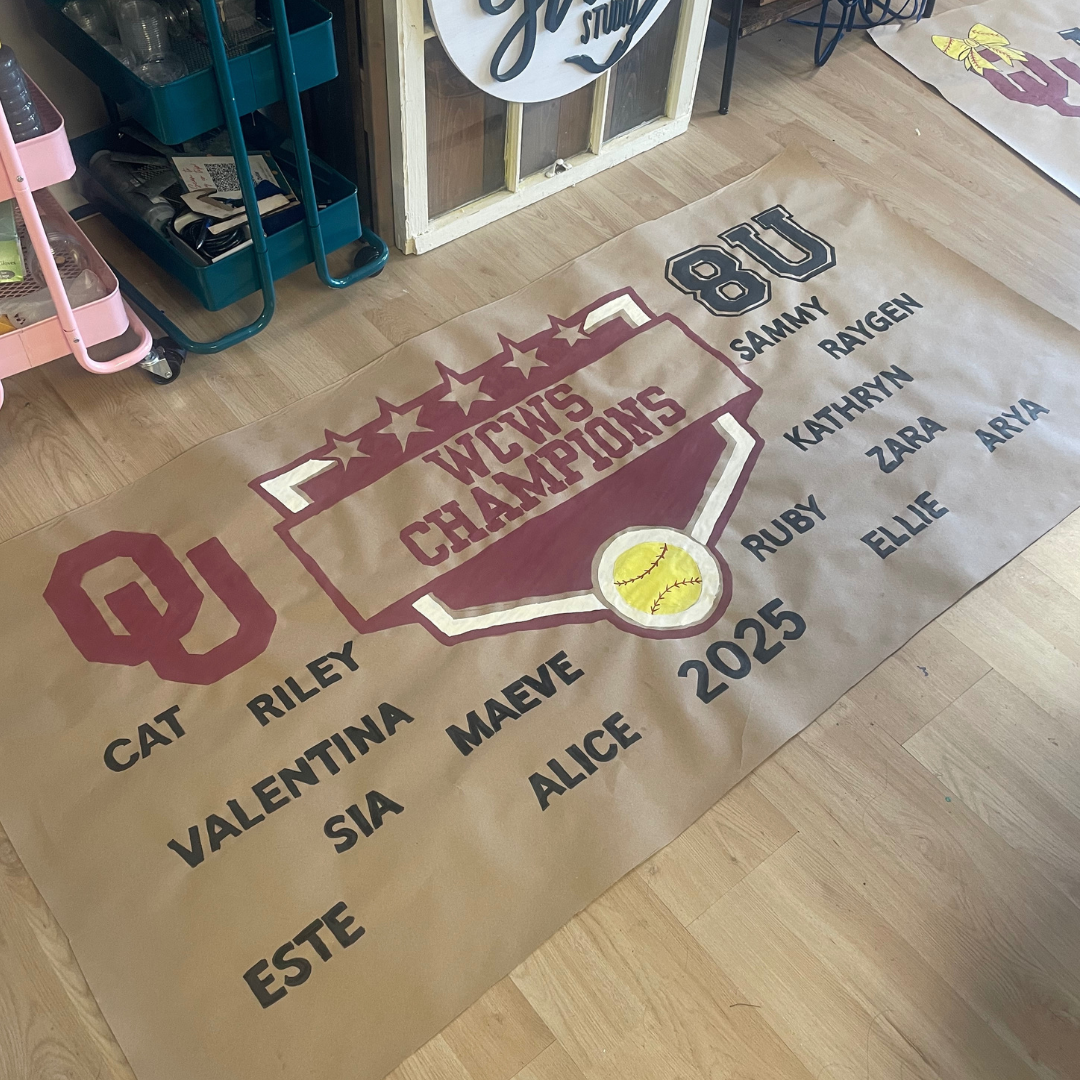 STUDIO
OU
8U
SAMMY
RAYGEN
WCWS
CHAMPIONS
KATHRYN
ZARA
ARYA
RUBY
ELLIE
OU
2025
CAT
RILEY
MAEVE
VALENTINA
ALICE
SIA
ESTE